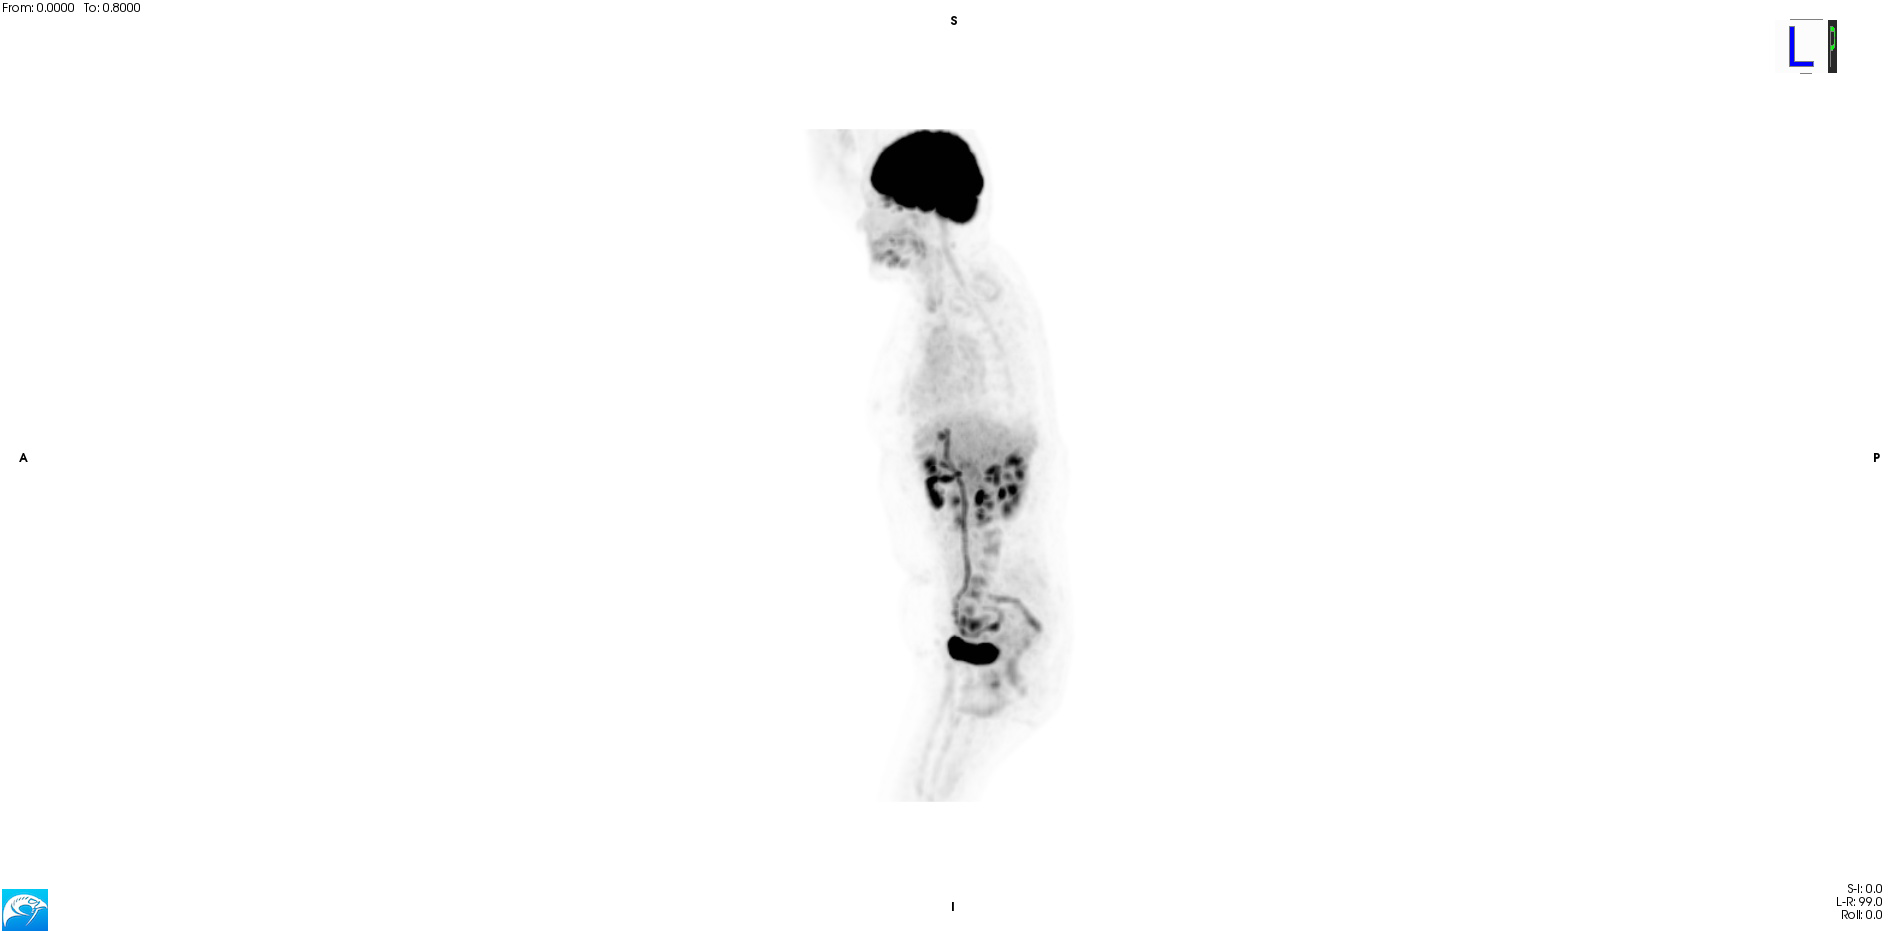 From: 0.0000 To: 0.8000
S
L P
A
P
I
S-I: 0.0
L-R: 99.0
Roll: 0.0